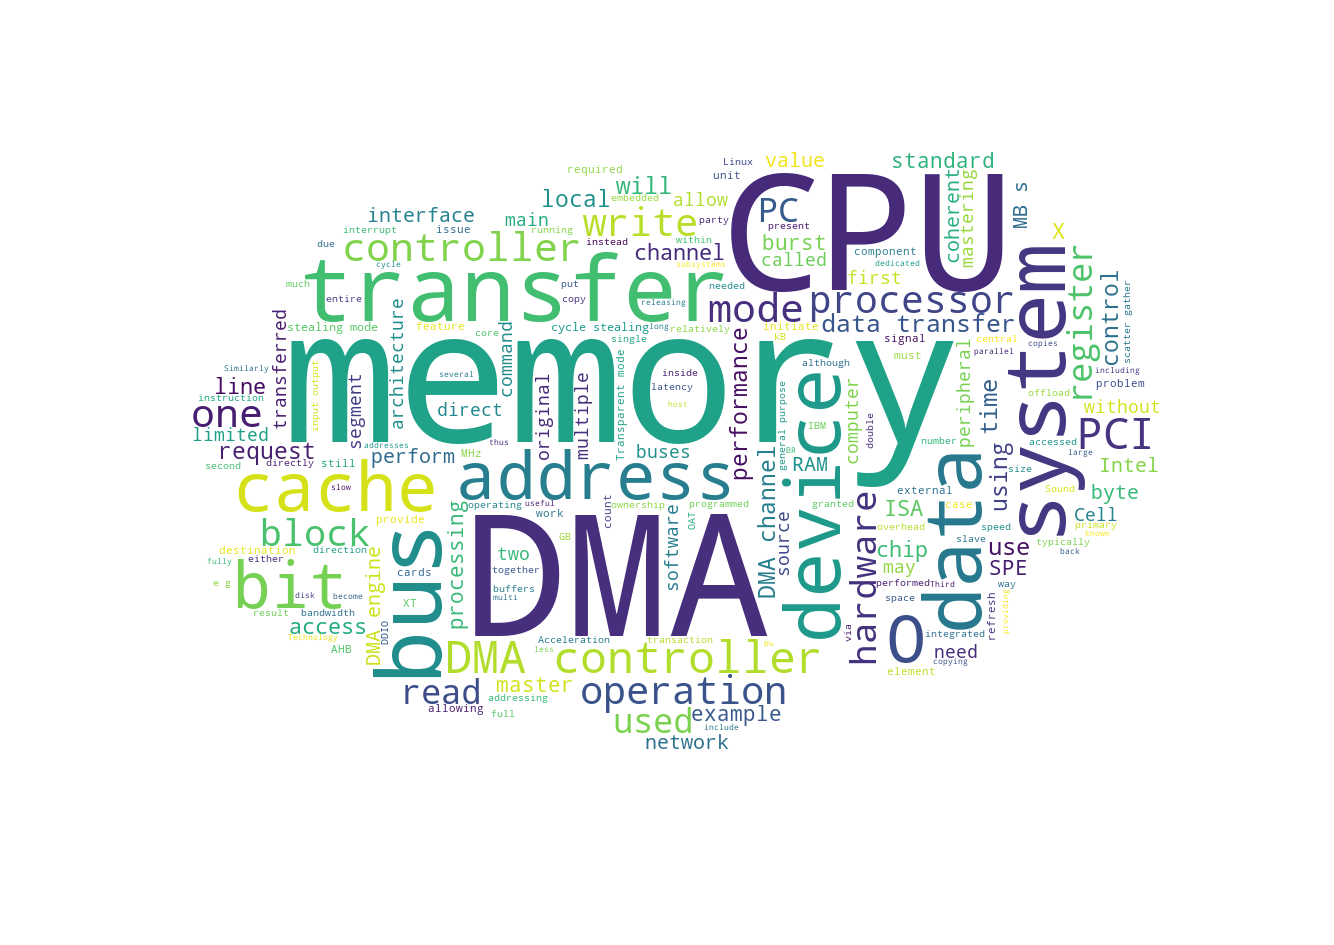 Linux
value
standard
required
unit
will
embedded
allow
local
PC
CPU
coherent
mastering
MB s
interface
issue
main
running
write
party
present
X
interrupt
instead
within
due
controller
channel
burst
component
called
dedicated
cycle
subsystems
first
transfer
much
entire
put
copy
releasing
needed
mode
processor
system
register
control
scatter gather
stealing mode
feature
core
cycle stealing
long
relatively
initiate
data transfer
single
kB
signal
central
copies
transferred
architecture
command
memory
performance
although
must
parallel
including
Similarly
several
inside
problem
line
instruction
input output
segment
direct
original
multiple
Transparent mode
latency
host
general purpose
device
computer
peripheral
time
offload
without
one
limited
IBM
double
number
accessed
PCI
large
request
addresses
thus
buses
BR
second
directly
still
perform
MHz
address
DMA channel
RAM
using
size
Intel
cache
slow
operating
useful
work
count
ownership
programmed
granted
external
data
case
Sound
byte
provide
processing
software
OAT
source
hardware
ISA
Cell
block
destination
direction
GB
overhead
speed
primary
known
fully
either
DMA engine
bus
two
DMA
chip
slave
use
typically
back
together
may
SPE
e g
bit
cards
buffers
multi
performed
Third
way
disk
become
XT
space
refresh
providing
result
bandwidth
access
DDIO
O
integrated
Technology
Acceleration
transaction
via
AHB
less
need
copying
DMA controller
element
read
master
operation
addressing
allowing
full
used
example
include
network